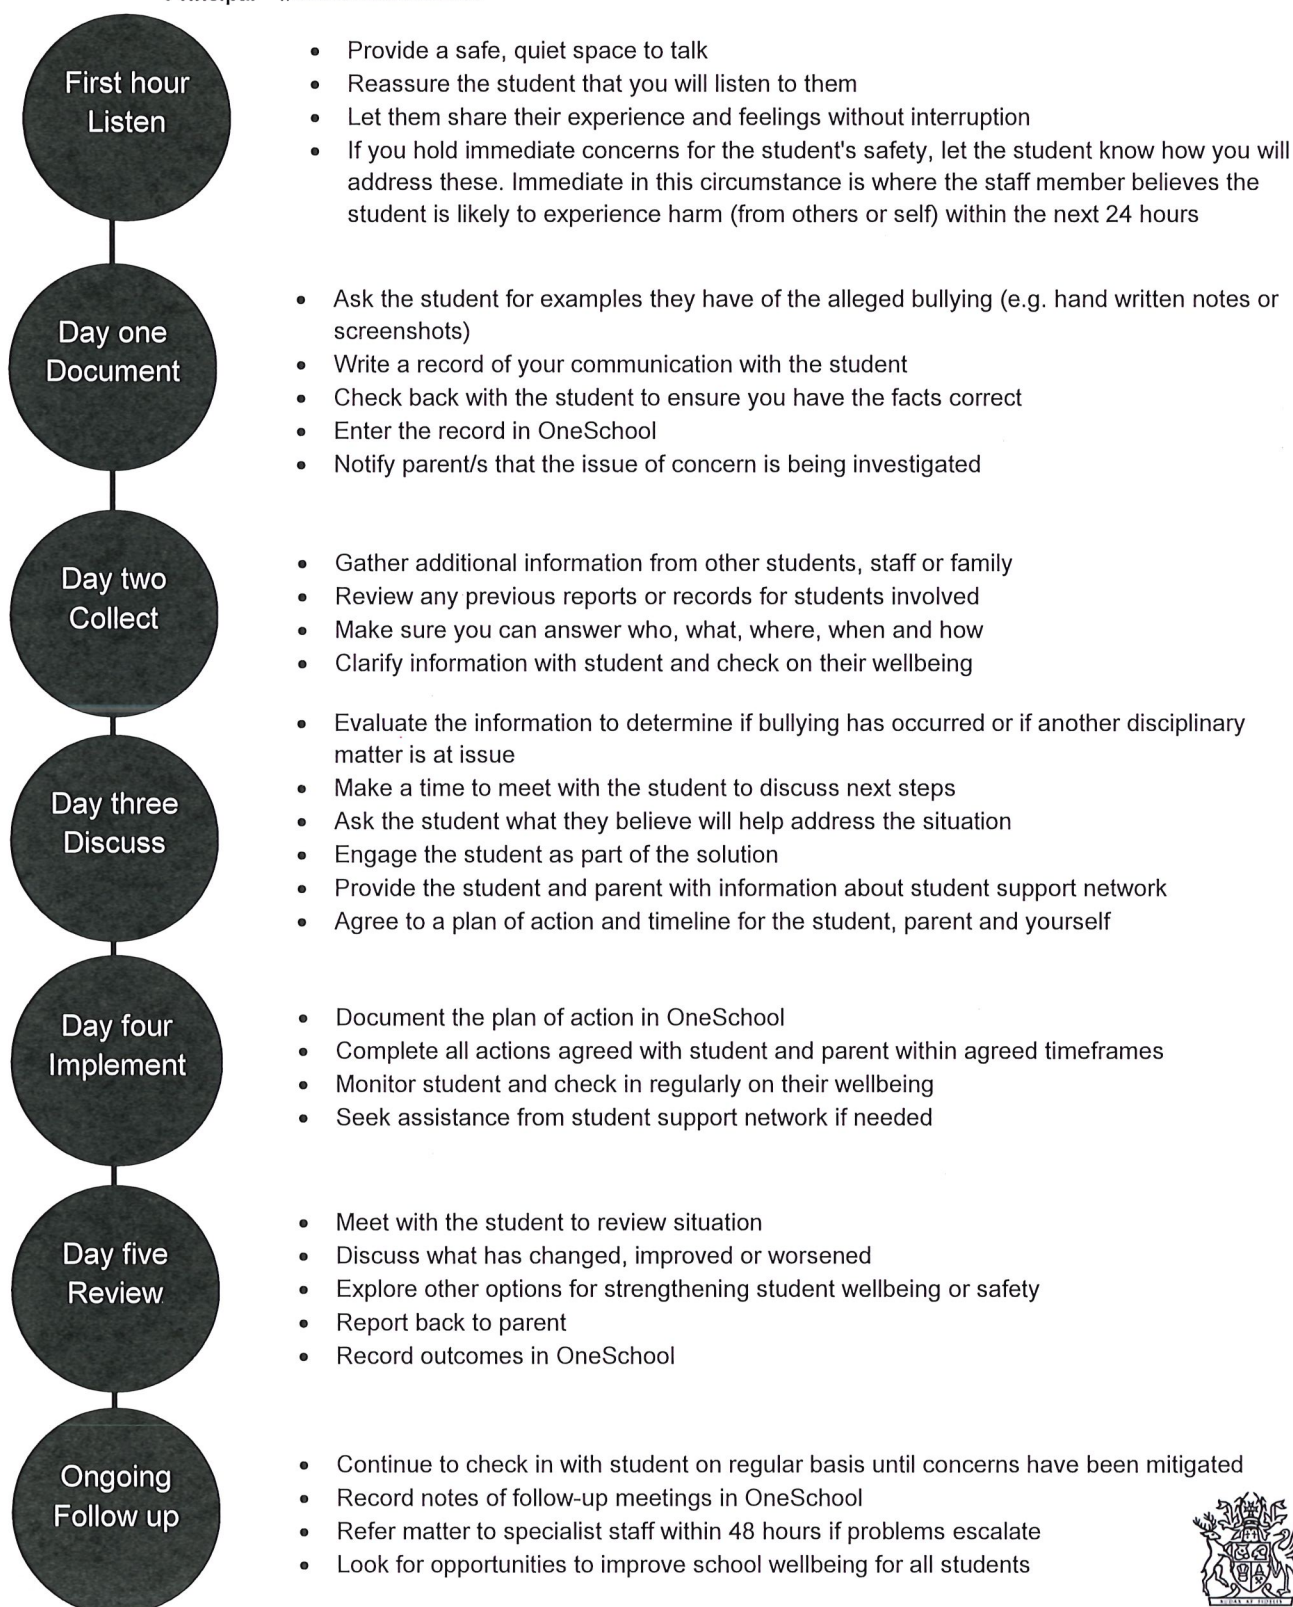 First hour
Listen
• Provide a safe, quiet space to talk
• Reassure the student that you will listen to them
• Let them share their experience and feelings without interruption
• If you hold immediate concerns for the student's safety, let the student know how you will
address these. Immediate in this circumstance is where the staff member believes the
student is likely to experience harm (from others or self) within the next 24 hours
Day one
Document
• Ask the student for examples they have of the alleged bullying (e.g. hand written notes or
screenshots)
• Write a record of your communication with the student
• Check back with the student to ensure you have the facts correct
• Enter the record in OneSchool
• Notify parent/s that the issue of concern is being investigated
Day two
Collect
• Gather additional information from other students, staff or family
• Review any previous reports or records for students involved
• Make sure you can answer who, what, where, when and how
• Clarify information with student and check on their wellbeing
Day three
Discuss
• Evaluate the information to determine if bullying has occurred or if another disciplinary
matter is at issue
• Make a time to meet with the student to discuss next steps
• Ask the student what they believe will help address the situation
• Engage the student as part of the solution
• Provide the student and parent with information about student support network
• Agree to a plan of action and timeline for the student, parent and yourself
Day four
Implement
• Document the plan of action in OneSchool
• Complete all actions agreed with student and parent within agreed timeframes
• Monitor student and check in regularly on their wellbeing
• Seek assistance from student support network if needed
Day five
Review
• Meet with the student to review situation
• Discuss what has changed, improved or worsened
• Explore other options for strengthening student wellbeing or safety
• Report back to parent
• Record outcomes in OneSchool
Ongoing
Follow up
• Continue to check in with student on regular basis until concerns have been mitigated
• Record notes of follow-up meetings in OneSchool
• Refer matter to specialist staff within 48 hours if problems escalate
• Look for opportunities to improve school wellbeing for all students